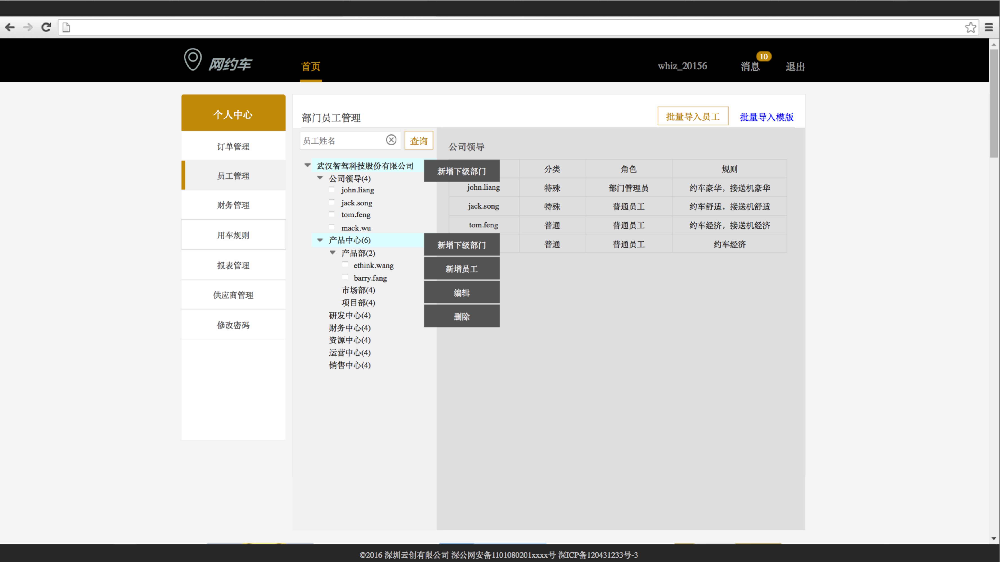 网约车
首页
whiz_20156
消息
10
退出
个人中心
订单管理
员工管理
财务管理
用车规则
报表管理
供应商管理
修改密码
部门员工管理
批量导入员工
批量导入模版
员工姓名
查询
武汉智驾科技股份有限公司
公司领导(4)
john.liang
jack.song
tom.feng
mack.wu
产品中心(6)
产品部(2)
ethink.wang
barry.fang
市场部(4)
项目部(4)
研发中心(4)
财务中心(4)
资源中心(4)
运营中心(4)
销售中心(4)
新增下级部门
新增下级部门
新增员工
编辑
删除
公司领导
分类 角色 规则
john.liang 特殊 部门管理员 约车豪华，接送机豪华
jack.song 特殊 普通员工 约车舒适，接送机舒适
tom.feng 普通 普通员工 约车经济，接送机经济
普通 普通员工 约车经济
©2016 深圳云创有限公司 深公网安备1101080201xxxx号 深ICP备120431233号-3